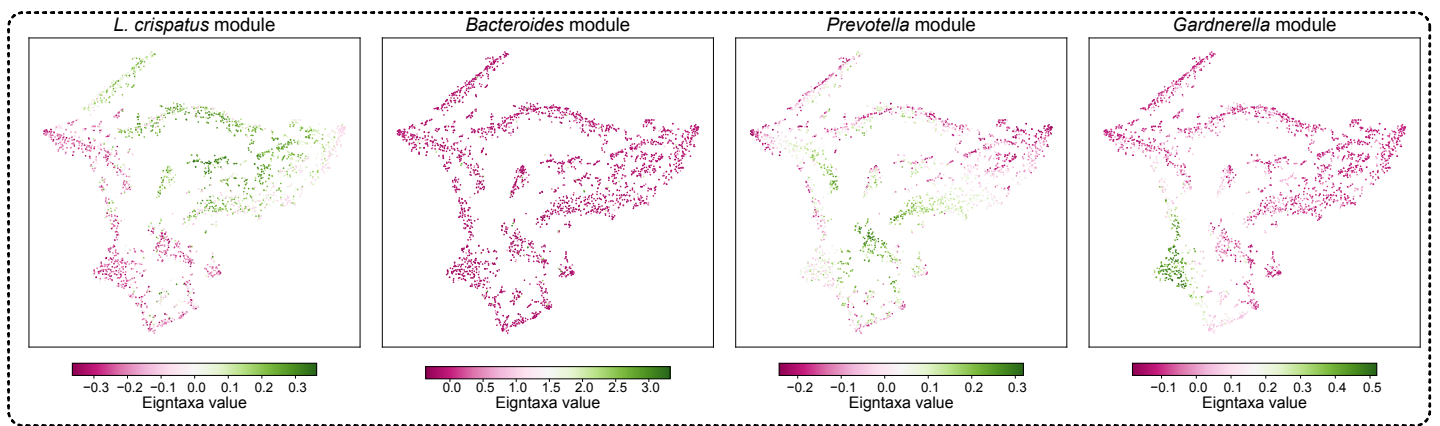 L. crispatus module
Bacteroides module
Prevotella module
Gardnerella module
−0.3 −0.2 −0.1 0.0 0.1 0.2 0.3
Eigntaxa value
0.0 0.5 1.0 1.5 2.0 2.5 3.0
Eigntaxa value
−0.2 −0.1 0.0 0.1 0.2 0.3
Eigntaxa value
−0.1 0.0 0.1 0.2 0.3 0.4 0.5
Eigntaxa value